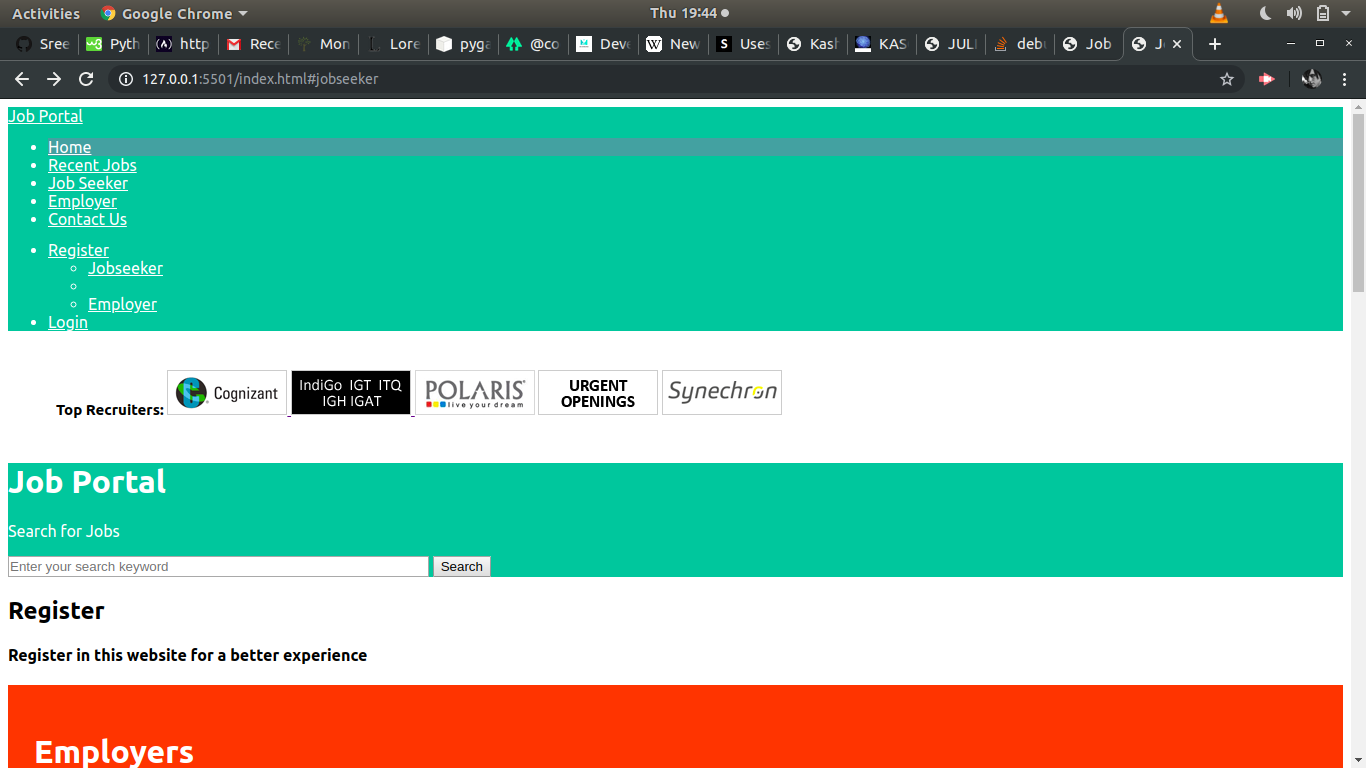 Activities Google Chrome Thu 19:44
Sree Pyth http Rece Mon Lore pyga @co Deve New Uses Kash KAS JULI debu Job
127.0.0.1:5501/index.html#jobseeker
Job Portal
Home
Recent Jobs
Job Seeker
Employer
Contact Us
Register
Jobseeker
Employer
Login
Top Recruiters: Cognizant IndiGo IGT ITQ IGH IGAT POLARIS live your dream URGENT OPENINGS Synechron
Job Portal
Search for Jobs
Enter your search keyword Search
Register
Register in this website for a better experience
Employers